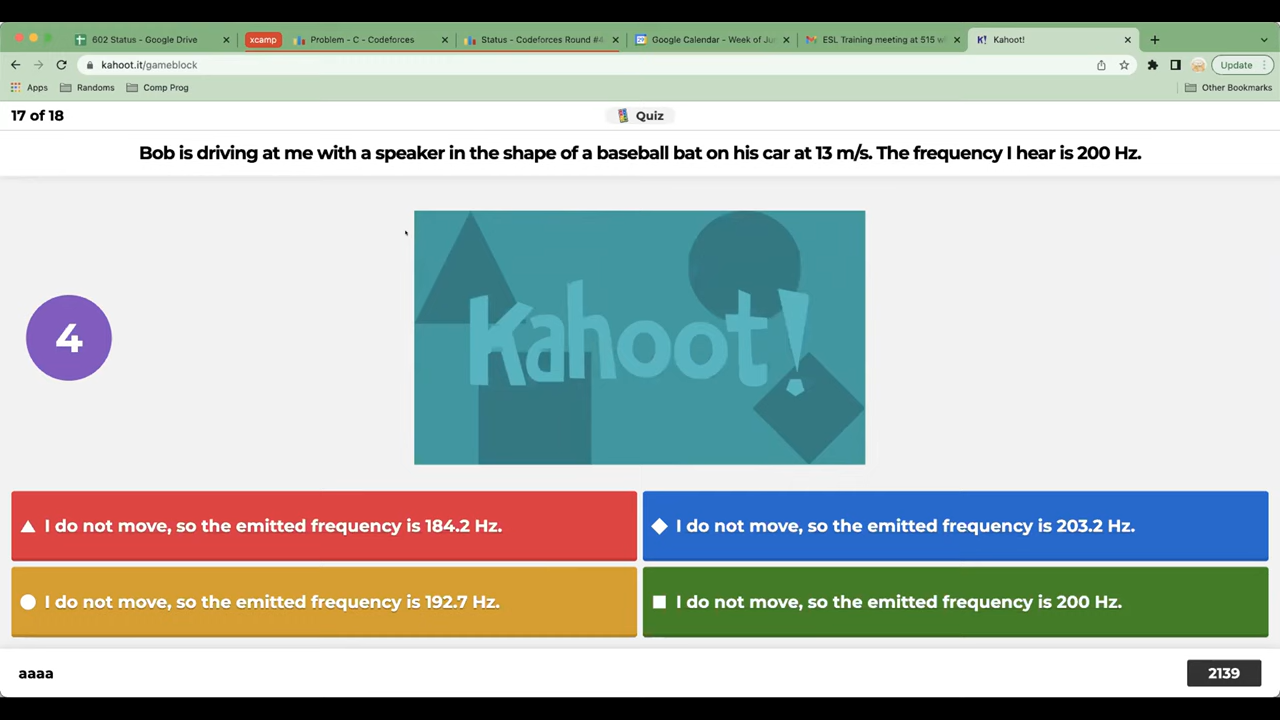 602 Status - Google Drive
xcamp
Problem - C - Codeforces
Status - Codeforces Round #4
Google Calendar - Week of Ju
ESL Training meeting at 515 w
Kahoot!
kahoot.it/gameblock
Update
Apps
Randoms
Comp Prog
Other Bookmarks
17 of 18
Quiz
Bob is driving at me with a speaker in the shape of a baseball bat on his car at 13 m/s. The frequency I hear is 200 Hz.
4
Kahoot!
I do not move, so the emitted frequency is 184.2 Hz.
I do not move, so the emitted frequency is 203.2 Hz.
I do not move, so the emitted frequency is 192.7 Hz.
I do not move, so the emitted frequency is 200 Hz.
aaaa
2139